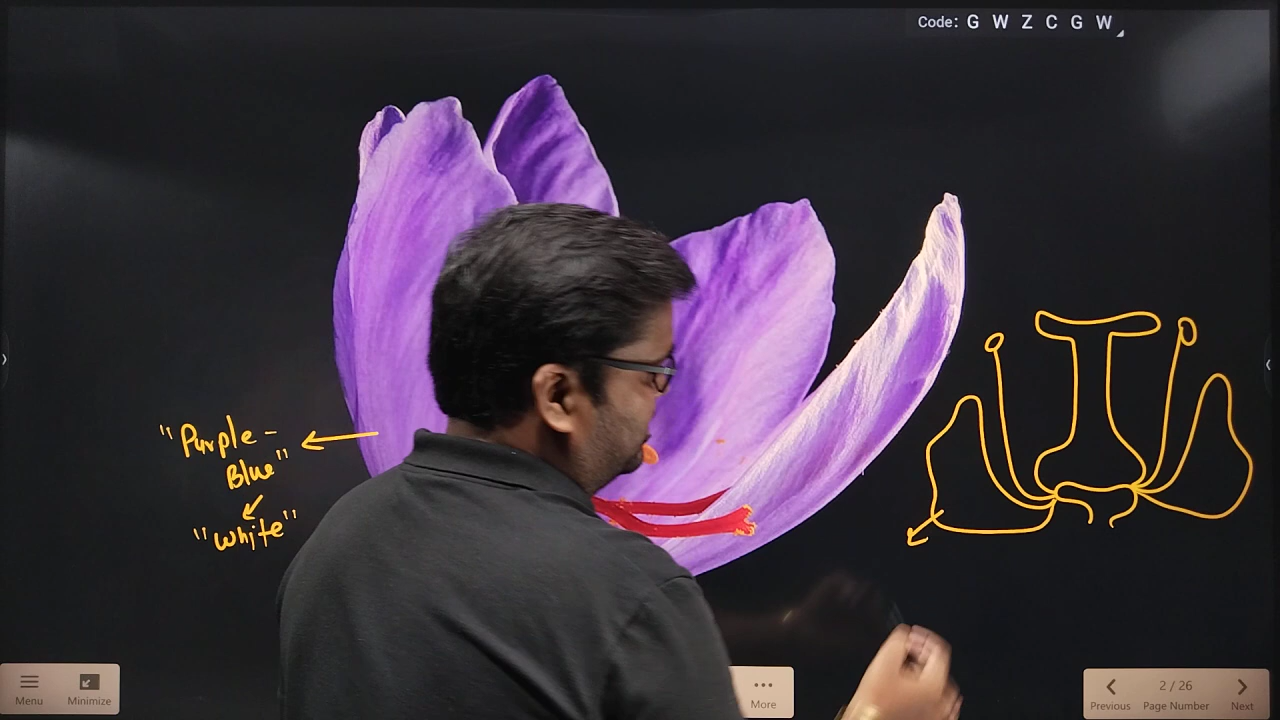 Code: G W Z C G W
"Purple -
Blue"
"White"
Menu
Minimize
More
Previous
2 / 26
Page Number
Next